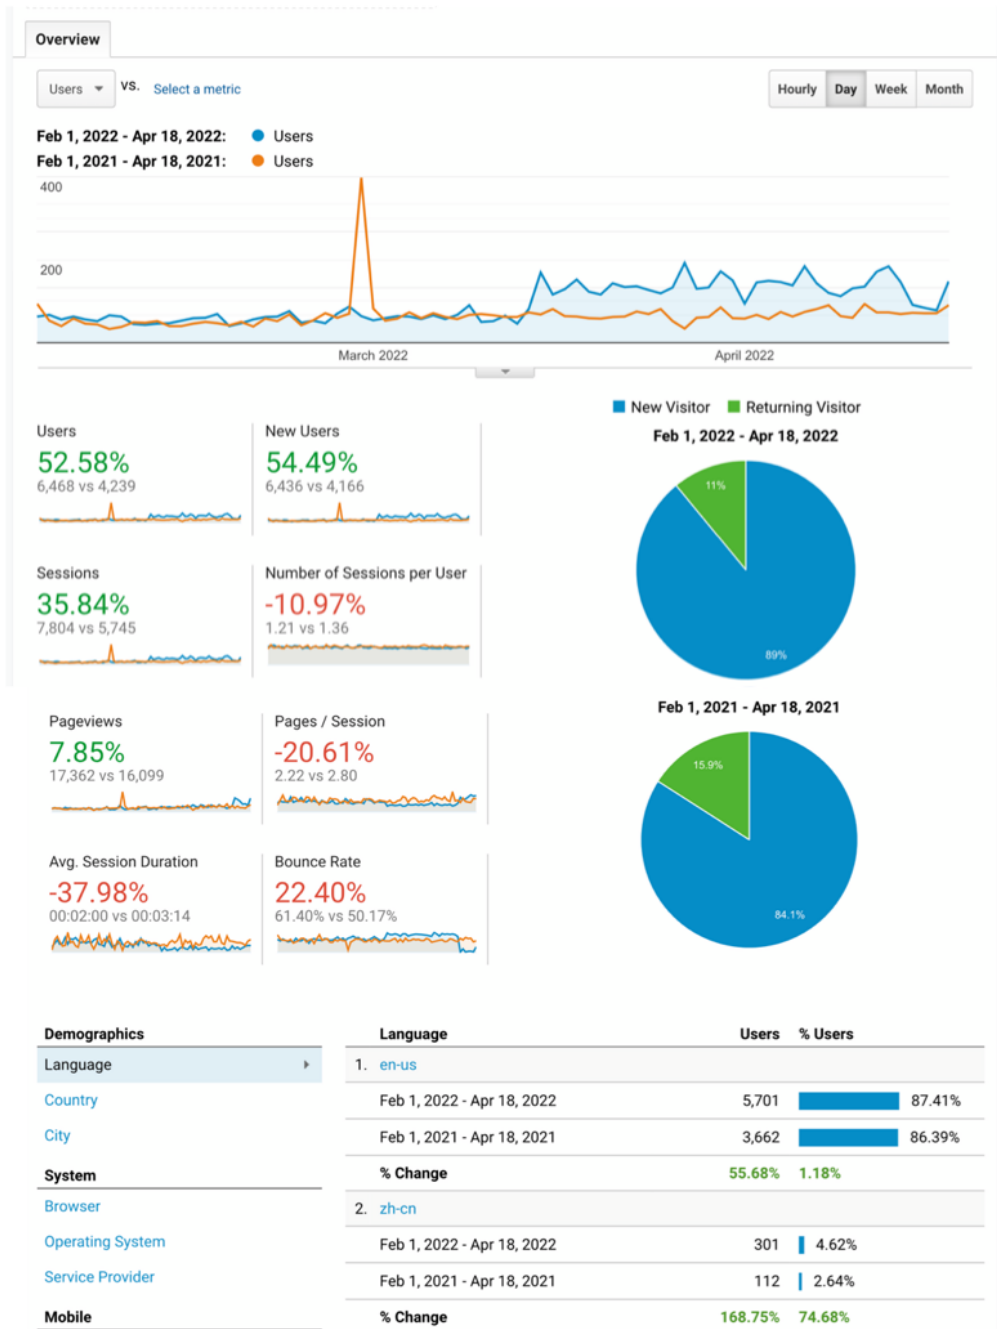 Overview
Users VS. Select a metric
Hourly Day Week Month
Feb 1, 2022 - Apr 18, 2022: Users
Feb 1, 2021 - Apr 18, 2021: Users
400
200
March 2022 April 2022
New Visitor Returning Visitor
Feb 1, 2022 - Apr 18, 2022
11%
89%
Users
52.58%
6,468 vs 4,239
New Users
54.49%
6,436 vs 4,166
Sessions
35.84%
7,804 vs 5,745
Number of Sessions per User
-10.97%
1.21 vs 1.36
Feb 1, 2021 - Apr 18, 2021
15.9%
84.1%
Pageviews
7.85%
17,362 vs 16,099
Pages / Session
-20.61%
2.22 vs 2.80
Avg. Session Duration
-37.98%
00:02:00 vs 00:03:14
Bounce Rate
22.40%
61.40% vs 50.17%
Demographics
Language
Country
City
System
Browser
Operating System
Service Provider
Mobile
Language Users % Users
1. en-us
Feb 1, 2022 - Apr 18, 2022 5,701 87.41%
Feb 1, 2021 - Apr 18, 2021 3,662 86.39%
% Change 55.68% 1.18%
2. zh-cn
Feb 1, 2022 - Apr 18, 2022 301 4.62%
Feb 1, 2021 - Apr 18, 2021 112 2.64%
% Change 168.75% 74.68%